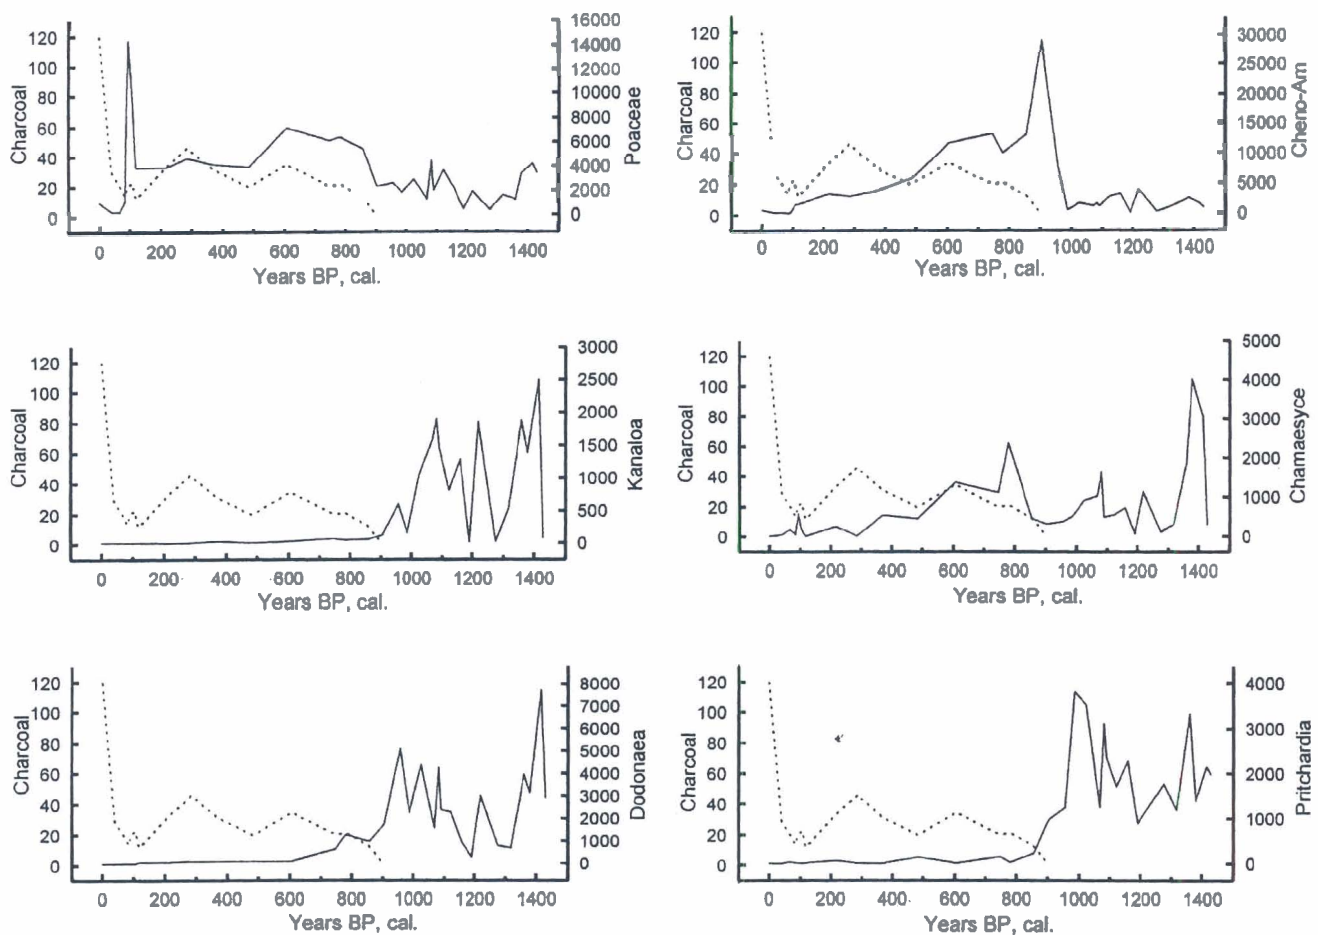 120 100 80 60 40 20 0
Charcoal
16000 14000 12000 10000 8000 6000 4000 2000 0
Poaceae
0 200 400 600 800 1000 1200 1400
Years BP, cal.
120 100 80 60 40 20 0
Charcoal
30000 25000 20000 15000 10000 5000 0
Cheno-Am
0 200 400 600 800 1000 1200 1400
Years BP, cal.
120 100 80 60 40 20 0
Charcoal
3000 2500 2000 1500 1000 500 0
Kanaloa
0 200 400 600 800 1000 1200 1400
Years BP, cal.
120 100 80 60 40 20 0
Charcoal
5000 4000 3000 2000 1000 0
Chamaesyce
0 200 400 600 800 1000 1200 1400
Years BP, cal.
120 100 80 60 40 20 0
Charcoal
8000 7000 6000 5000 4000 3000 2000 1000 0
Dodonaea
0 200 400 600 800 1000 1200 1400
Years BP, cal.
120 100 80 60 40 20 0
Charcoal
4000 3000 2000 1000 0
Pritchardia
0 200 400 600 800 1000 1200 1400
Years BP, cal.